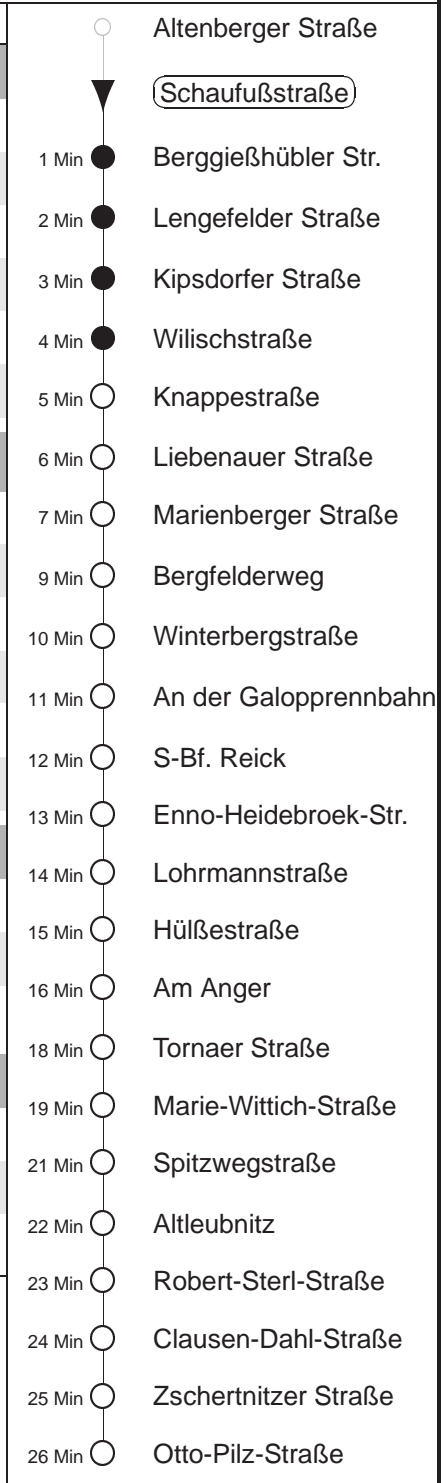 Altenberger Straße
Schaufußstraße
1 Min Berggießhübler Str.
2 Min Lengefelder Straße
3 Min Kipsdorfer Straße
4 Min Wilischstraße
5 Min Knappestraße
6 Min Liebenauer Straße
7 Min Marienberger Straße
9 Min Bergfelderweg
10 Min Winterbergstraße
11 Min An der Galopprennbahn
12 Min S-Bf. Reick
13 Min Enno-Heidebroek-Str.
14 Min Lohrmannstraße
15 Min Hülßestraße
16 Min Am Anger
18 Min Tornaer Straße
19 Min Marie-Wittich-Straße
21 Min Spitzwegstraße
22 Min Altleubnitz
23 Min Robert-Sterl-Straße
24 Min Clausen-Dahl-Straße
25 Min Zschertnitzer Straße
26 Min Otto-Pilz-Straße